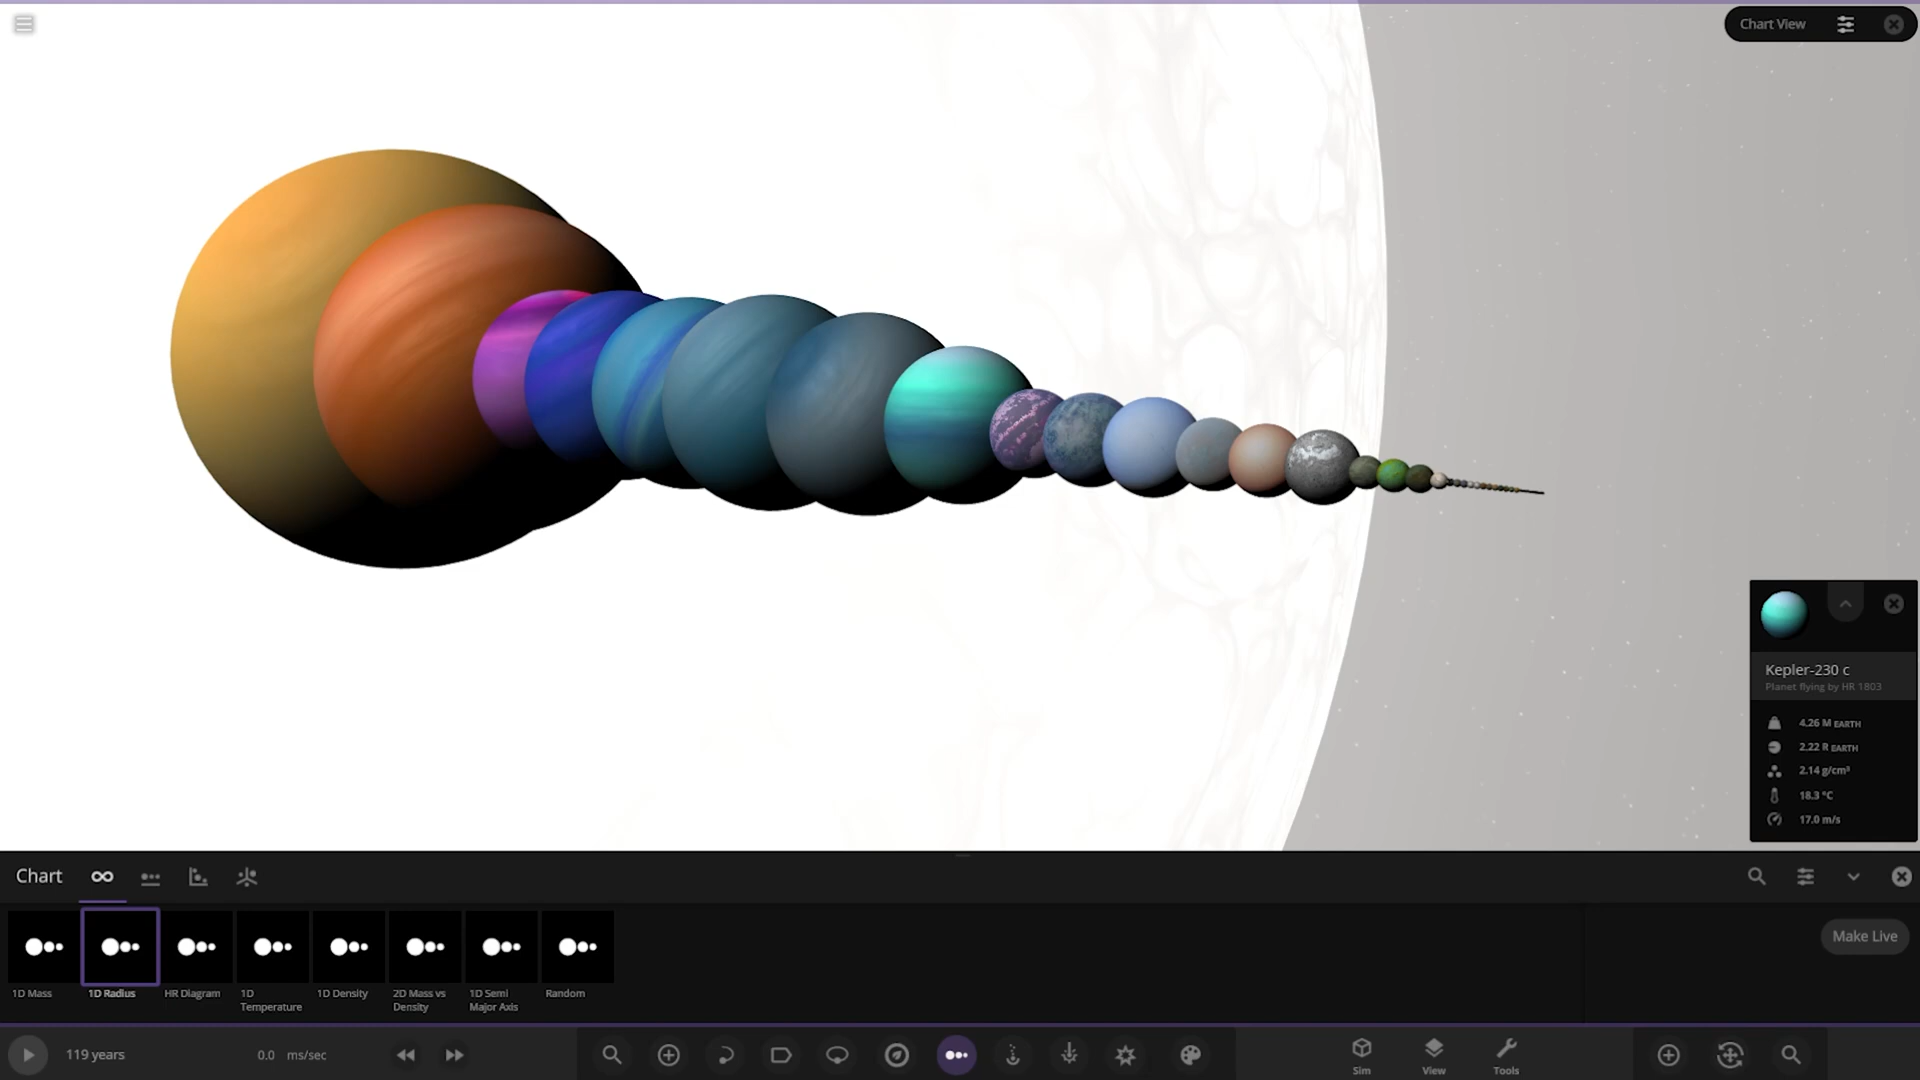 Chart View
Kepler-230 c
Planet flying by HR 1803
4.26 M EARTH
2.22 R EARTH
2.14 g/cm³
18.3 °C
17.0 m/s
Chart
1D Mass
1D Radius
HR Diagram
1D
Temperature
1D Density
2D Mass vs
Density
1D Semi
Major Axis
Random
Make Live
119 years
0.0 ms/sec
Sim
View
Tools